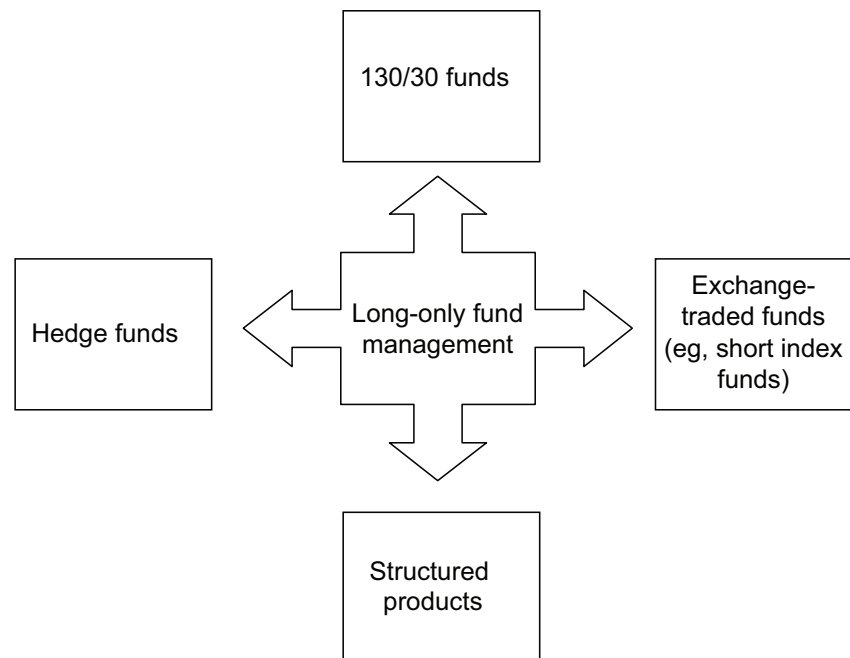 130/30 funds
Hedge funds
Long-only fund
management
Exchange-
traded funds
(eg, short index
funds)
Structured
products